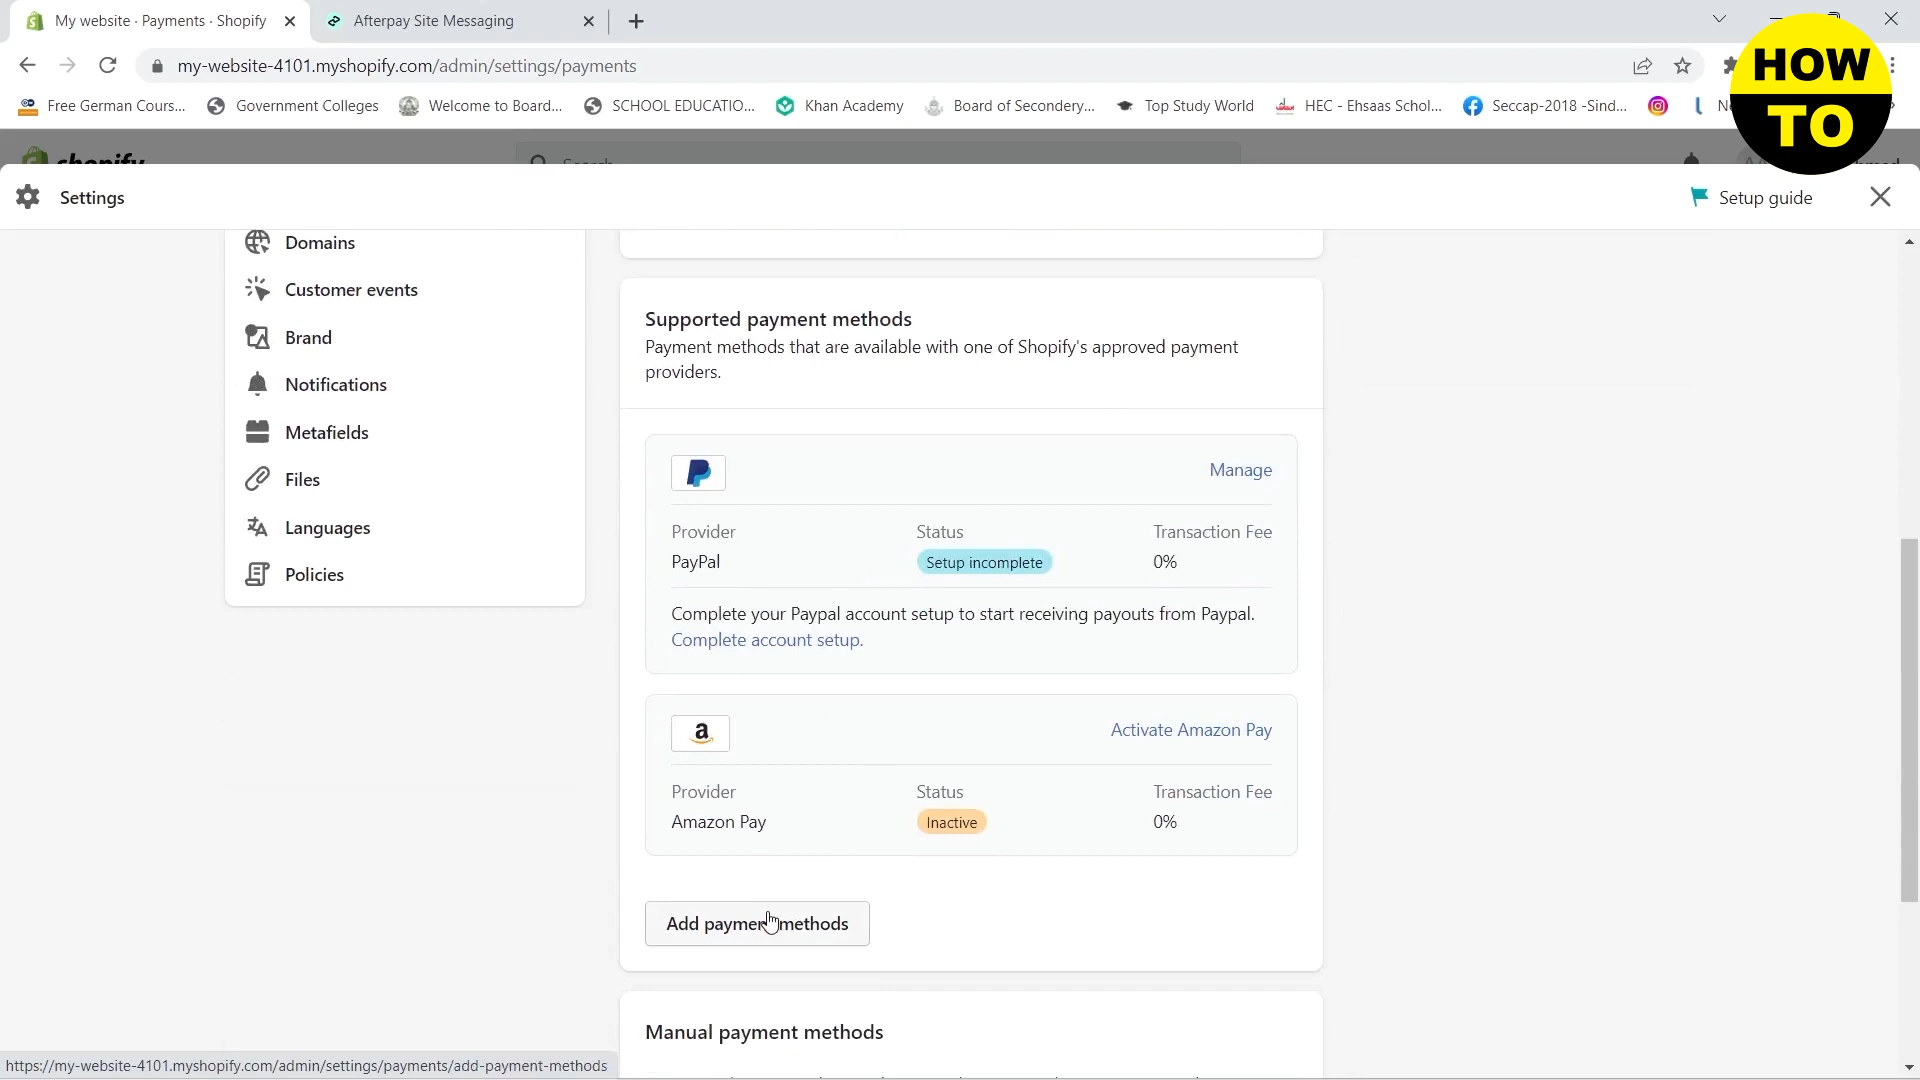 My website · Payments · Shopify
Afterpay Site Messaging
my-website-4101.myshopify.com/admin/settings/payments
Free German Cours...
Government Colleges
Welcome to Board...
SCHOOL EDUCATIO...
Khan Academy
Board of Secondery...
Top Study World
HEC - Ehsaas Schol...
Seccap-2018 -Sind...
HOW
TO
shopify
Search
Settings
Setup guide
Domains
Customer events
Brand
Notifications
Metafields
Files
Languages
Policies
Supported payment methods
Payment methods that are available with one of Shopify's approved payment
providers.
Manage
Provider
Status
Transaction Fee
PayPal
Setup incomplete
0%
Complete your Paypal account setup to start receiving payouts from Paypal.
Complete account setup.
a
Activate Amazon Pay
Provider
Status
Transaction Fee
Amazon Pay
Inactive
0%
Add payment methods
Manual payment methods
https://my-website-4101.myshopify.com/admin/settings/payments/add-payment-methods